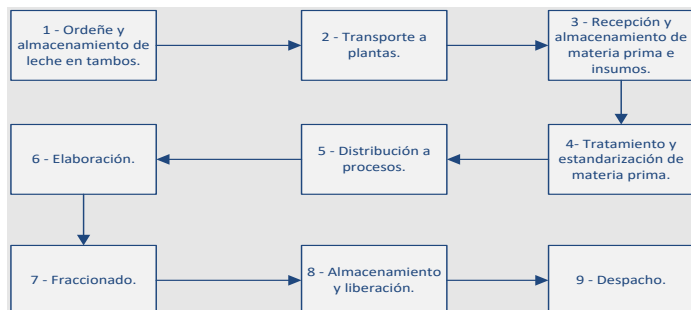 1 - Ordeñe y
almacenamiento de
leche en tambos.
2 - Transporte a
plantas.
3 - Recepción y
almacenamiento de
materia prima e
insumos.
4- Tratamiento y
estandarización de
materia prima.
5 - Distribución a
procesos.
6 - Elaboración.
7 - Fraccionado.
8 - Almacenamiento
y liberación.
9 - Despacho.